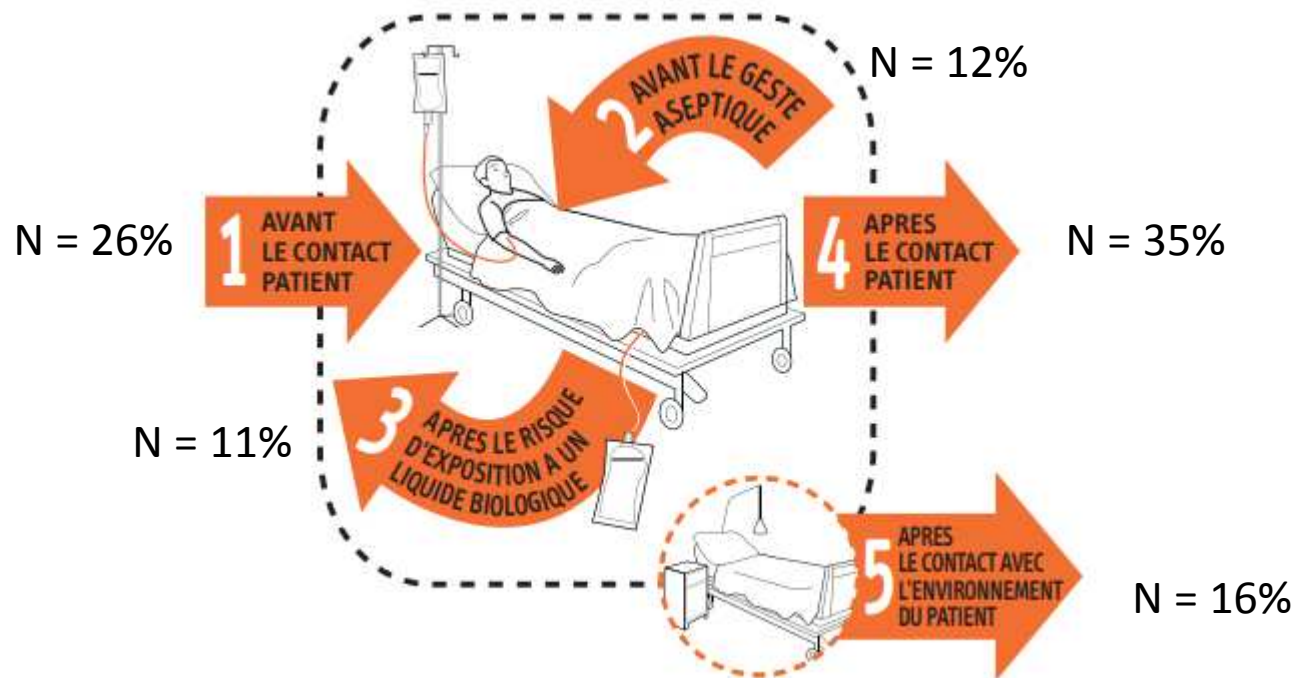 N = 26%
1
AVANT
LE CONTACT
PATIENT
2
AVANT LE GESTE
ASEPTIQUE
N = 12%
N = 11%
3
APRES LE RISQUE
D'EXPOSITION A UN
LIQUIDE BIOLOGIQUE
4
APRES
LE CONTACT
PATIENT
N = 35%
5
APRES
LE CONTACT AVEC
L'ENVIRONNEMENT
DU PATIENT
N = 16%